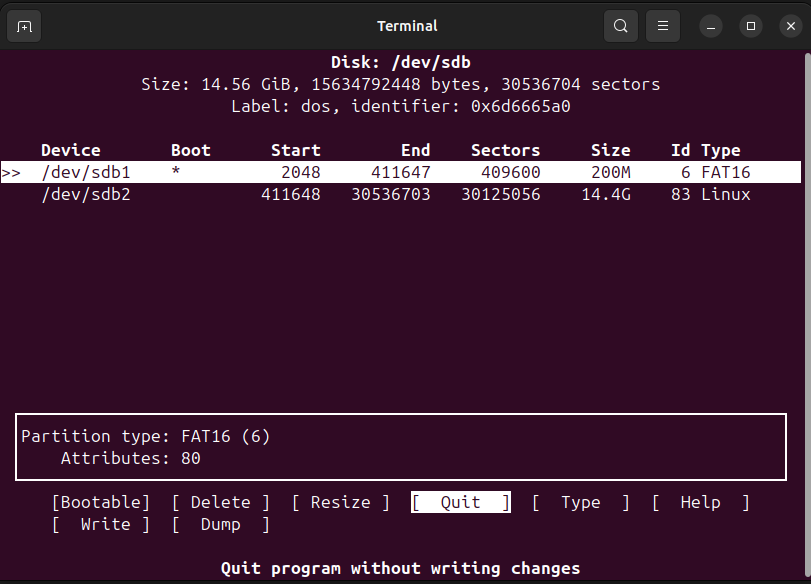 Terminal
Disk: /dev/sdb
Size: 14.56 GiB, 15634792448 bytes, 30536704 sectors
Label: dos, identifier: 0x6d6665a0
Device Boot Start End Sectors Size Id Type
>> /dev/sdb1 * 2048 411647 409600 200M 6 FAT16
/dev/sdb2 411648 30536703 30125056 14.4G 83 Linux
Partition type: FAT16 (6)
Attributes: 80
[Bootable] [ Delete ] [ Resize ] [ Quit ] [ Type ] [ Help ]
[ Write ] [ Dump ]
Quit program without writing changes